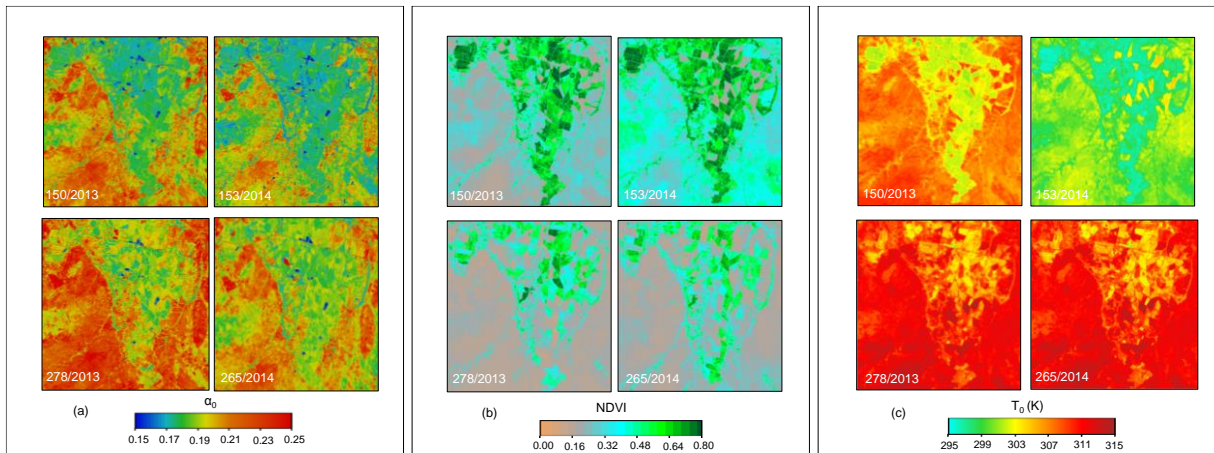 150/2013 153/2014
278/2013 265/2014
α₀
(a)
0.15 0.17 0.19 0.21 0.23 0.25
150/2013 153/2014
278/2013 265/2014
NDVI
(b)
0.00 0.16 0.32 0.48 0.64 0.80
150/2013 153/2014
278/2013 265/2014
T₀ (K)
(c)
295 299 303 307 311 315